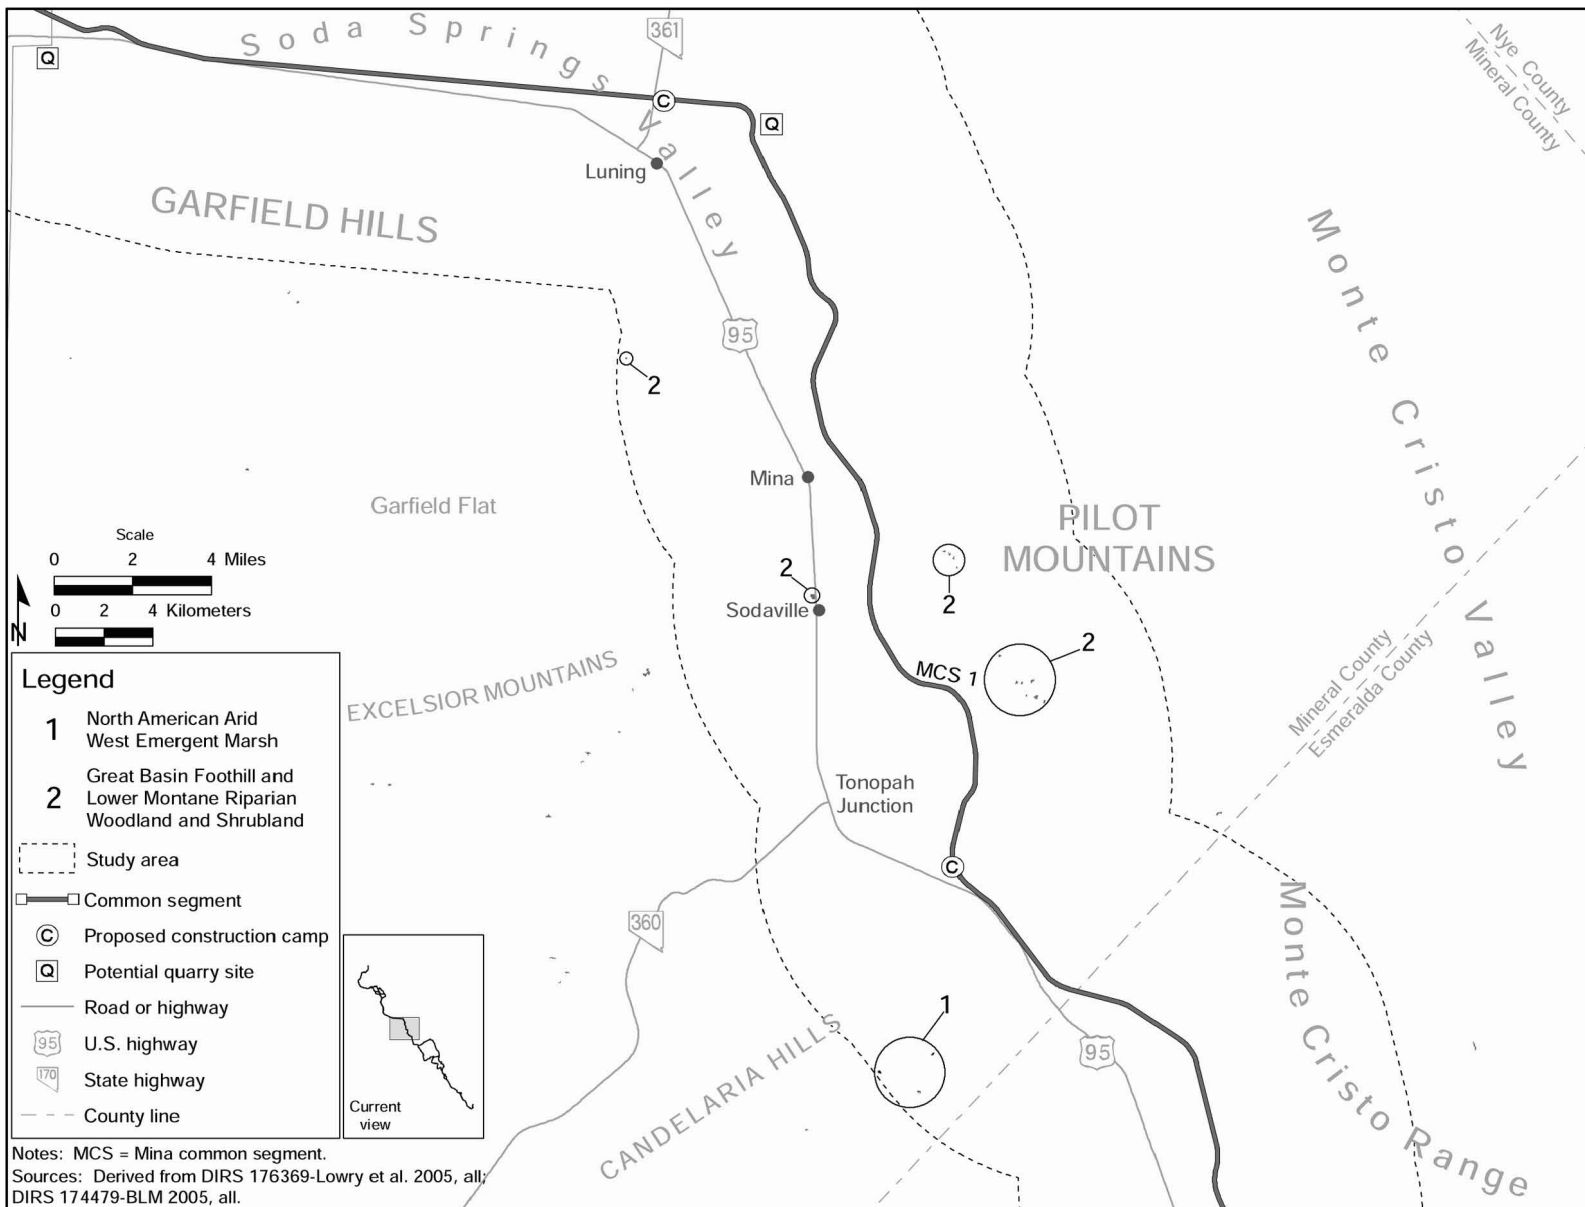 Soda Springs Valley
361
Nye County
Mineral County
Q
C
Q
Luning
GARFIELD HILLS
Monte Cristo Valley
95
2
Mina
Garfield Flat
PILOT
MOUNTAINS
Scale
0 2 4 Miles
0 2 4 Kilometers
N
2
2
Sodaville
2
MCS 1
EXCELSIOR MOUNTAINS
Mineral County
Esmeralda County
Tonopah
Junction
C
360
Monte Cristo Range
1
95
CANDELARIA HILLS
Legend
1 North American Arid
West Emergent Marsh
2 Great Basin Foothill and
Lower Montane Riparian
Woodland and Shrubland
Study area
Common segment
C Proposed construction camp
Q Potential quarry site
Road or highway
95 U.S. highway
170 State highway
County line
Current
view
Notes: MCS = Mina common segment.
Sources: Derived from DIRS 176369-Lowry et al. 2005, all;
DIRS 174479-BLM 2005, all.